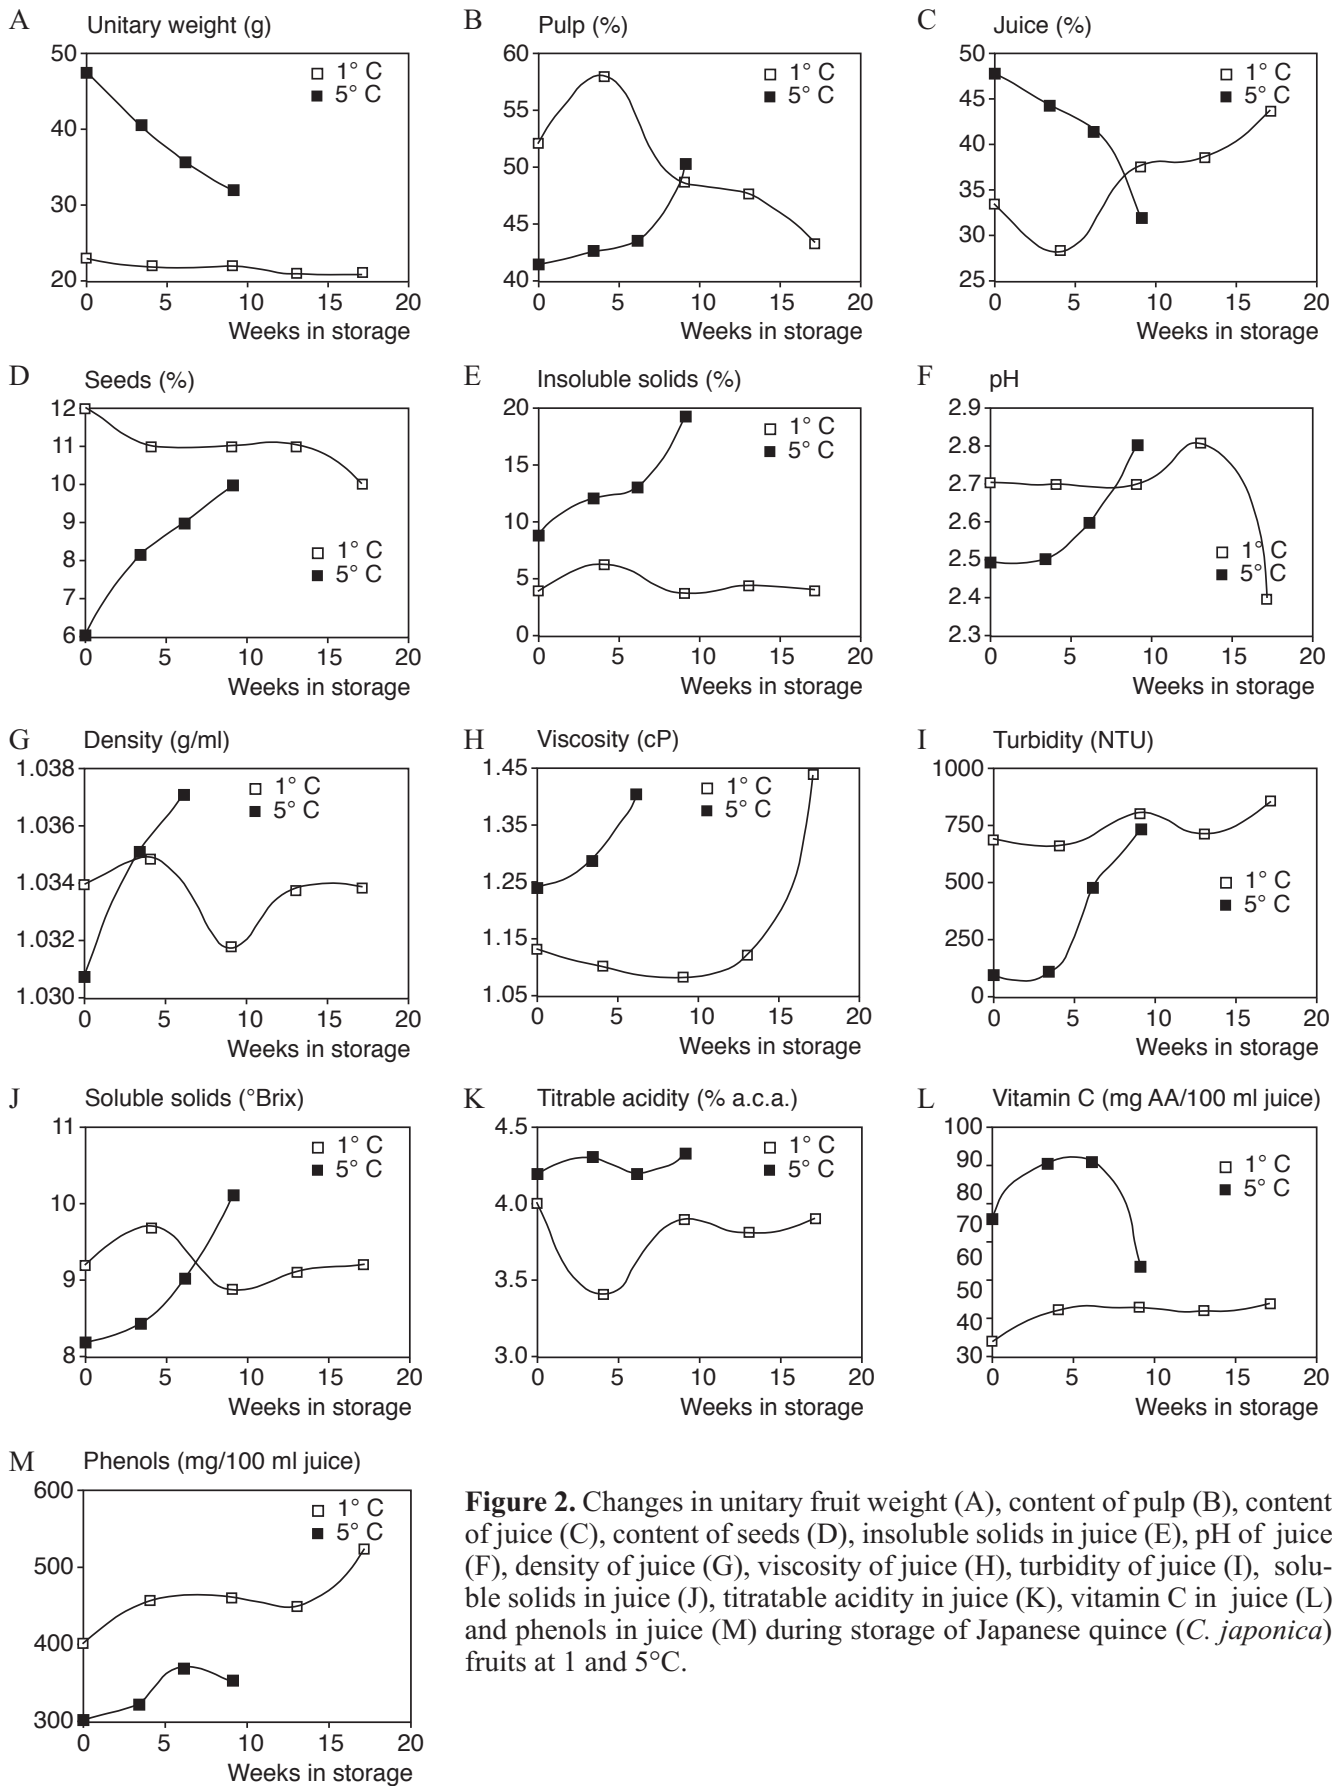 A Unitary weight (g)
50
40
30
20
0 5 10 15 20
Weeks in storage
1° C
5° C
B Pulp (%)
60
55
50
45
40
0 5 10 15 20
Weeks in storage
1° C
5° C
C Juice (%)
50
45
40
35
30
25
0 5 10 15 20
Weeks in storage
1° C
5° C
D Seeds (%)
12
11
10
9
8
7
6
0 5 10 15 20
Weeks in storage
1° C
5° C
E Insoluble solids (%)
20
15
10
5
0
0 5 10 15 20
Weeks in storage
1° C
5° C
F pH
2.9
2.8
2.7
2.6
2.5
2.4
2.3
0 5 10 15 20
Weeks in storage
1° C
5° C
G Density (g/ml)
1.038
1.036
1.034
1.032
1.030
0 5 10 15 20
Weeks in storage
1° C
5° C
H Viscosity (cP)
1.45
1.35
1.25
1.15
1.05
0 5 10 15 20
Weeks in storage
1° C
5° C
I Turbidity (NTU)
1000
750
500
250
0
0 5 10 15 20
Weeks in storage
1° C
5° C
J Soluble solids (°Brix)
11
10
9
8
0 5 10 15 20
Weeks in storage
1° C
5° C
K Titrable acidity (% a.c.a.)
4.5
4.0
3.5
3.0
0 5 10 15 20
Weeks in storage
1° C
5° C
L Vitamin C (mg AA/100 ml juice)
100
90
80
70
60
50
40
30
0 5 10 15 20
Weeks in storage
1° C
5° C
M Phenols (mg/100 ml juice)
600
500
400
300
0 5 10 15 20
Weeks in storage
1° C
5° C
Figure 2. Changes in unitary fruit weight (A), content of pulp (B), content
of juice (C), content of seeds (D), insoluble solids in juice (E), pH of juice
(F), density of juice (G), viscosity of juice (H), turbidity of juice (I), solu-
ble solids in juice (J), titratable acidity in juice (K), vitamin C in juice (L)
and phenols in juice (M) during storage of Japanese quince (C. japonica)
fruits at 1 and 5°C.